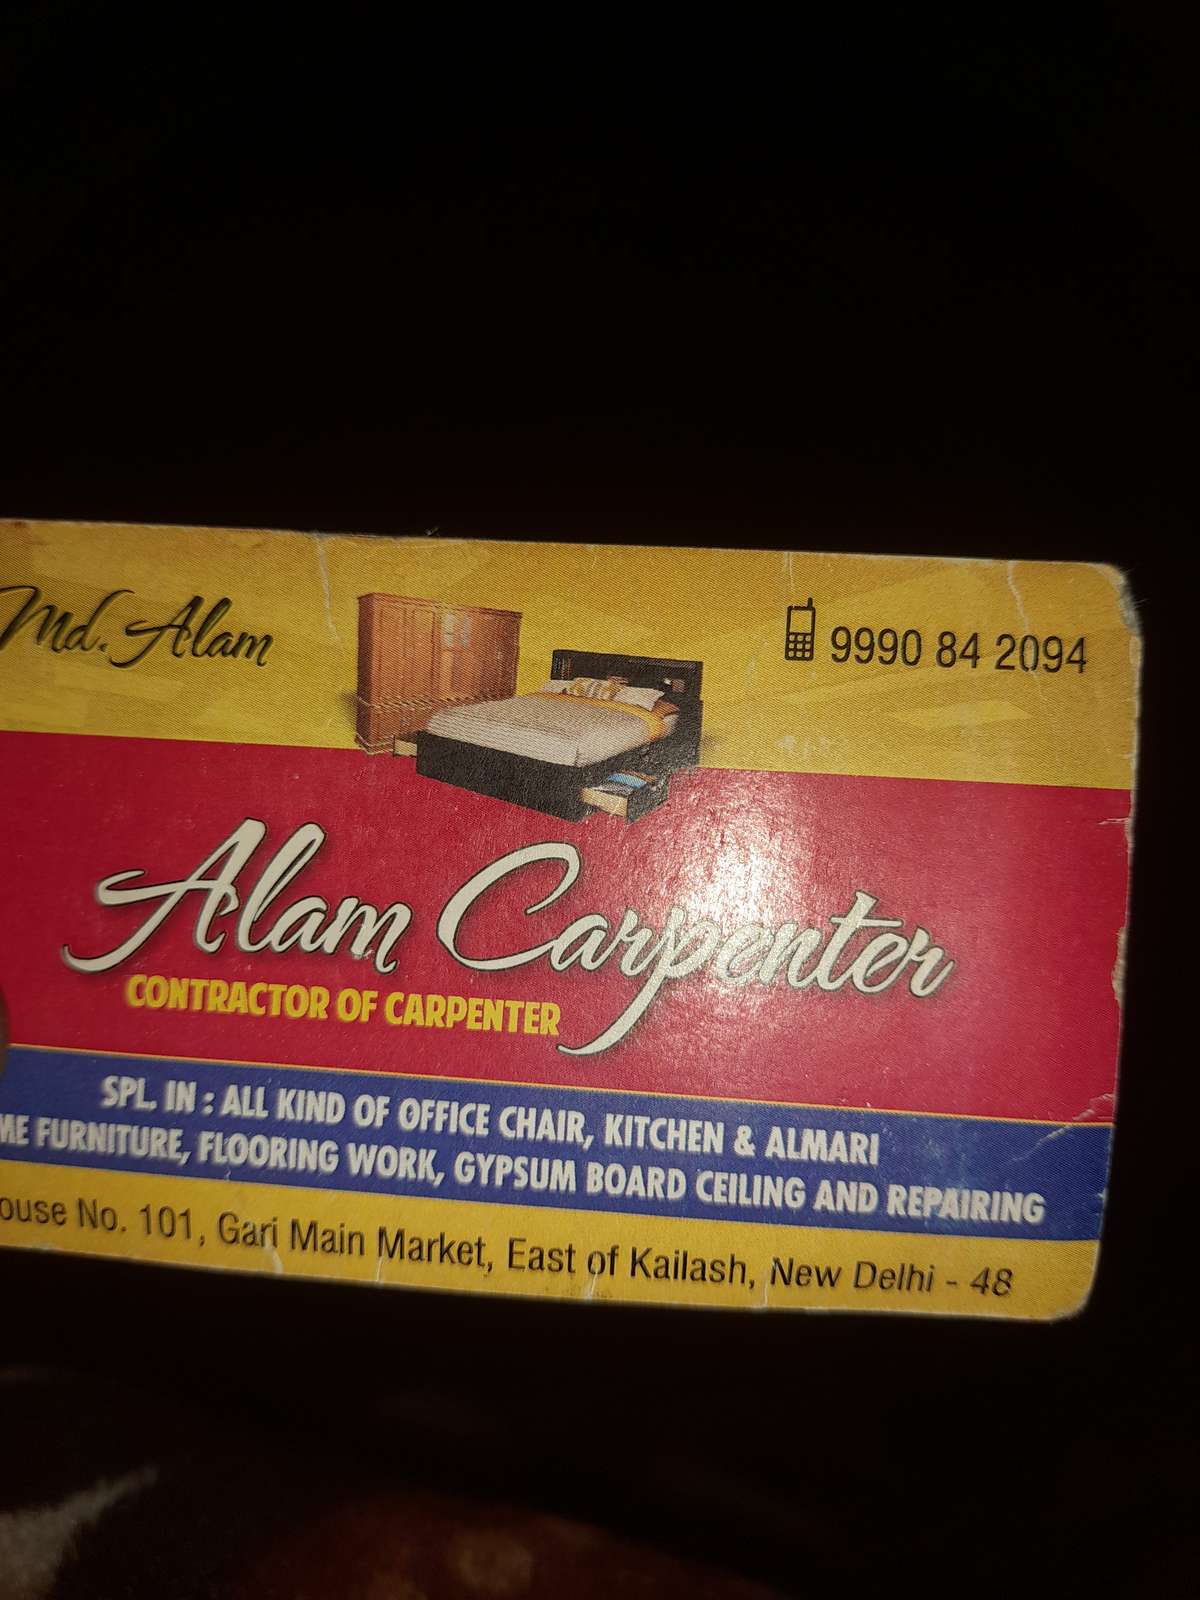 Md. Alam
9990 84 2094
Alam Carpenter
CONTRACTOR OF CARPENTER
SPL. IN : ALL KIND OF OFFICE CHAIR, KITCHEN & ALMARI
ME FURNITURE, FLOORING WORK, GYPSUM BOARD CEILING AND REPAIRING
ouse No. 101, Gari Main Market, East of Kailash, New Delhi - 48